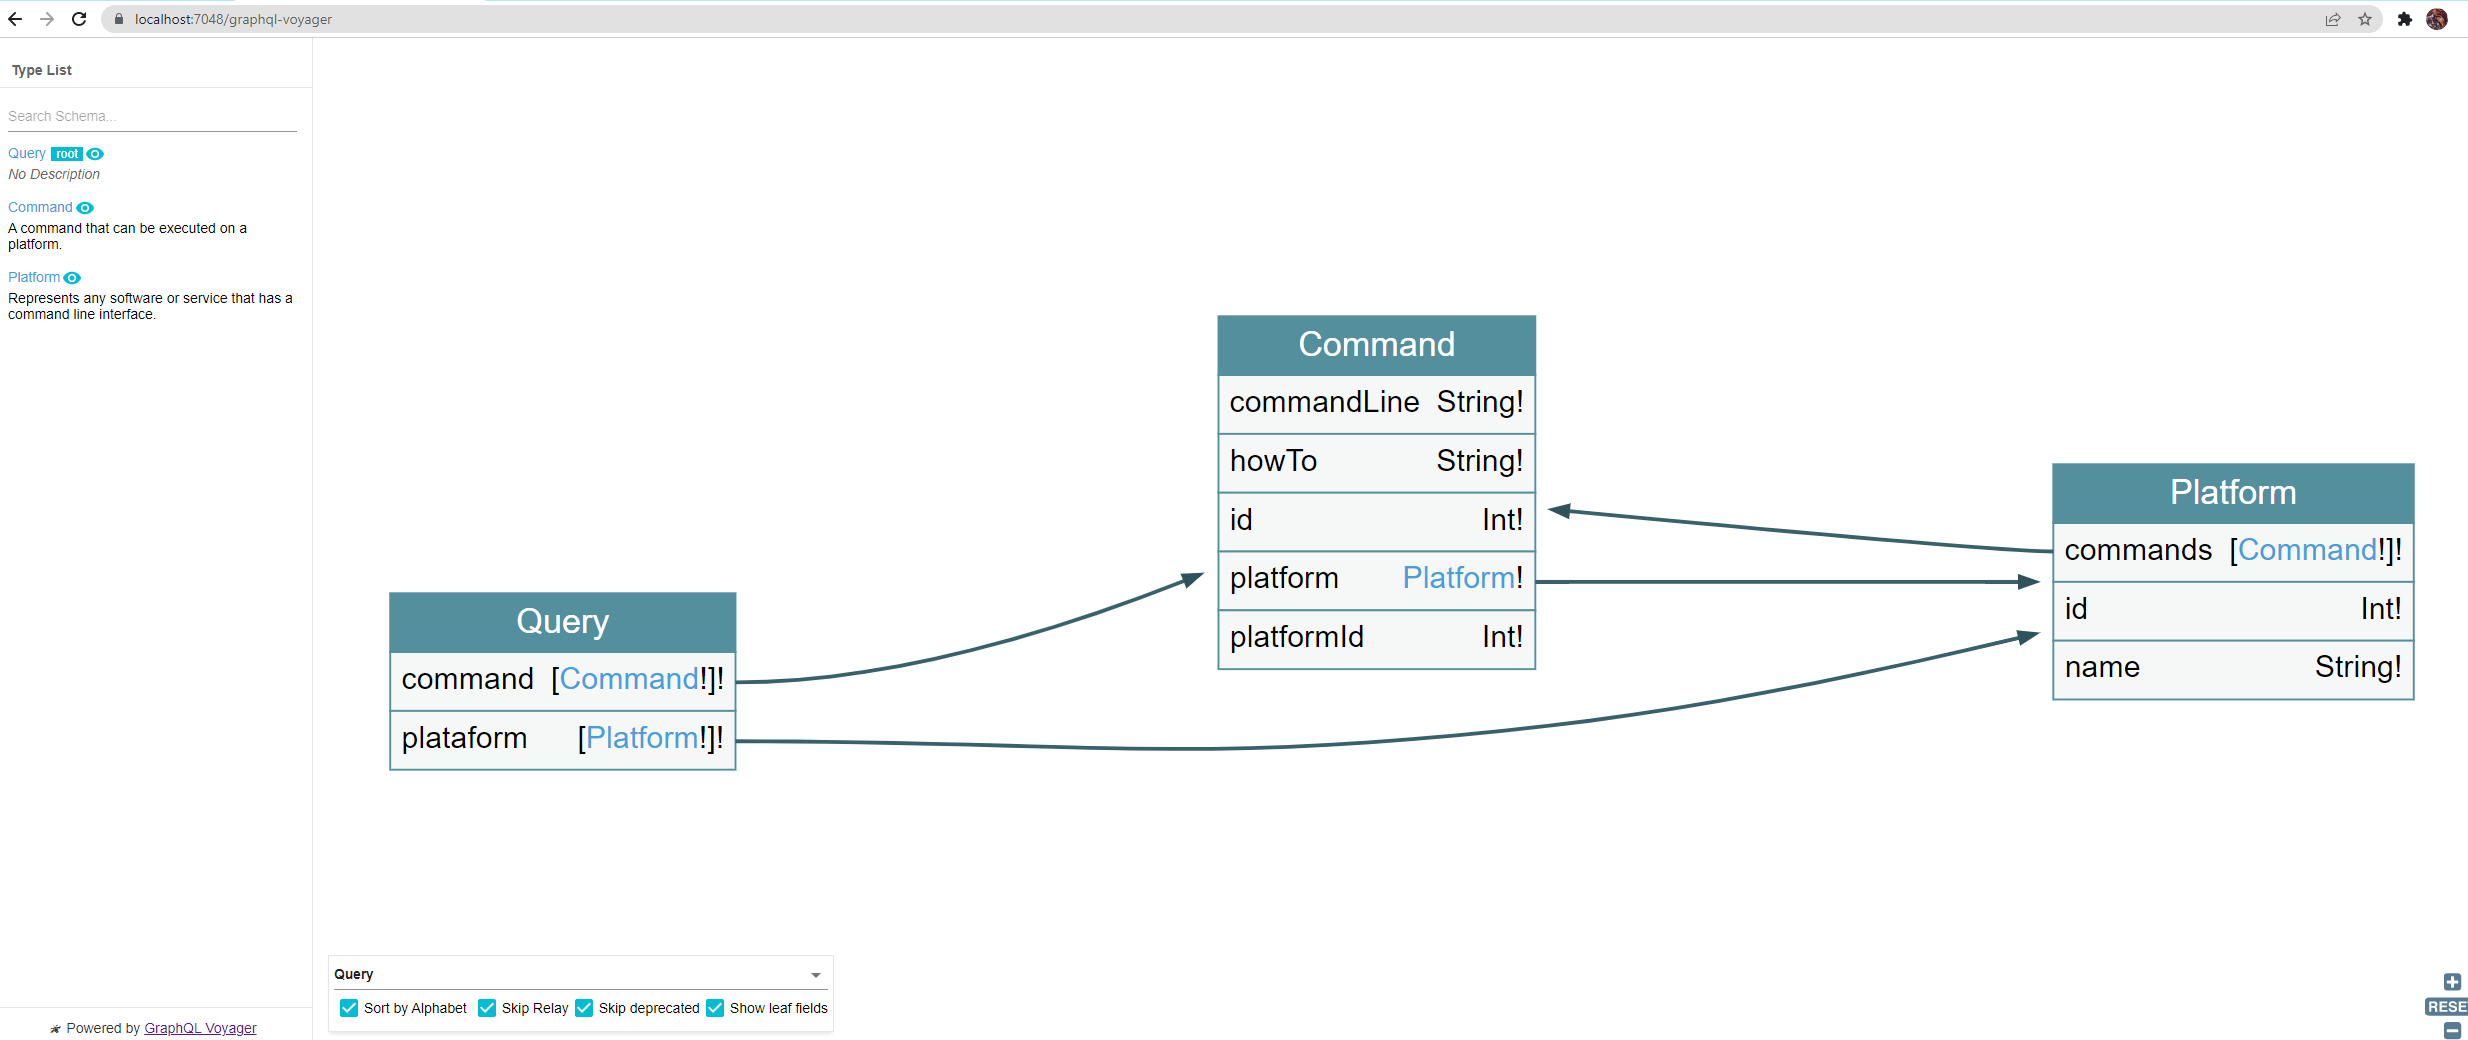 localhost:7048/graphql-voyager
Type List
Search Schema...
Query root
No Description
Command
A command that can be executed on a
platform.
Platform
Represents any software or service that has a
command line interface.
Powered by GraphQL Voyager
Query
command [Command!]!
plataform [Platform!]!
Command
commandLine String!
howTo String!
id Int!
platform Platform!
platformId Int!
Platform
commands [Command!]!
id Int!
name String!
Query
Sort by Alphabet Skip Relay Skip deprecated Show leaf fields
RESE